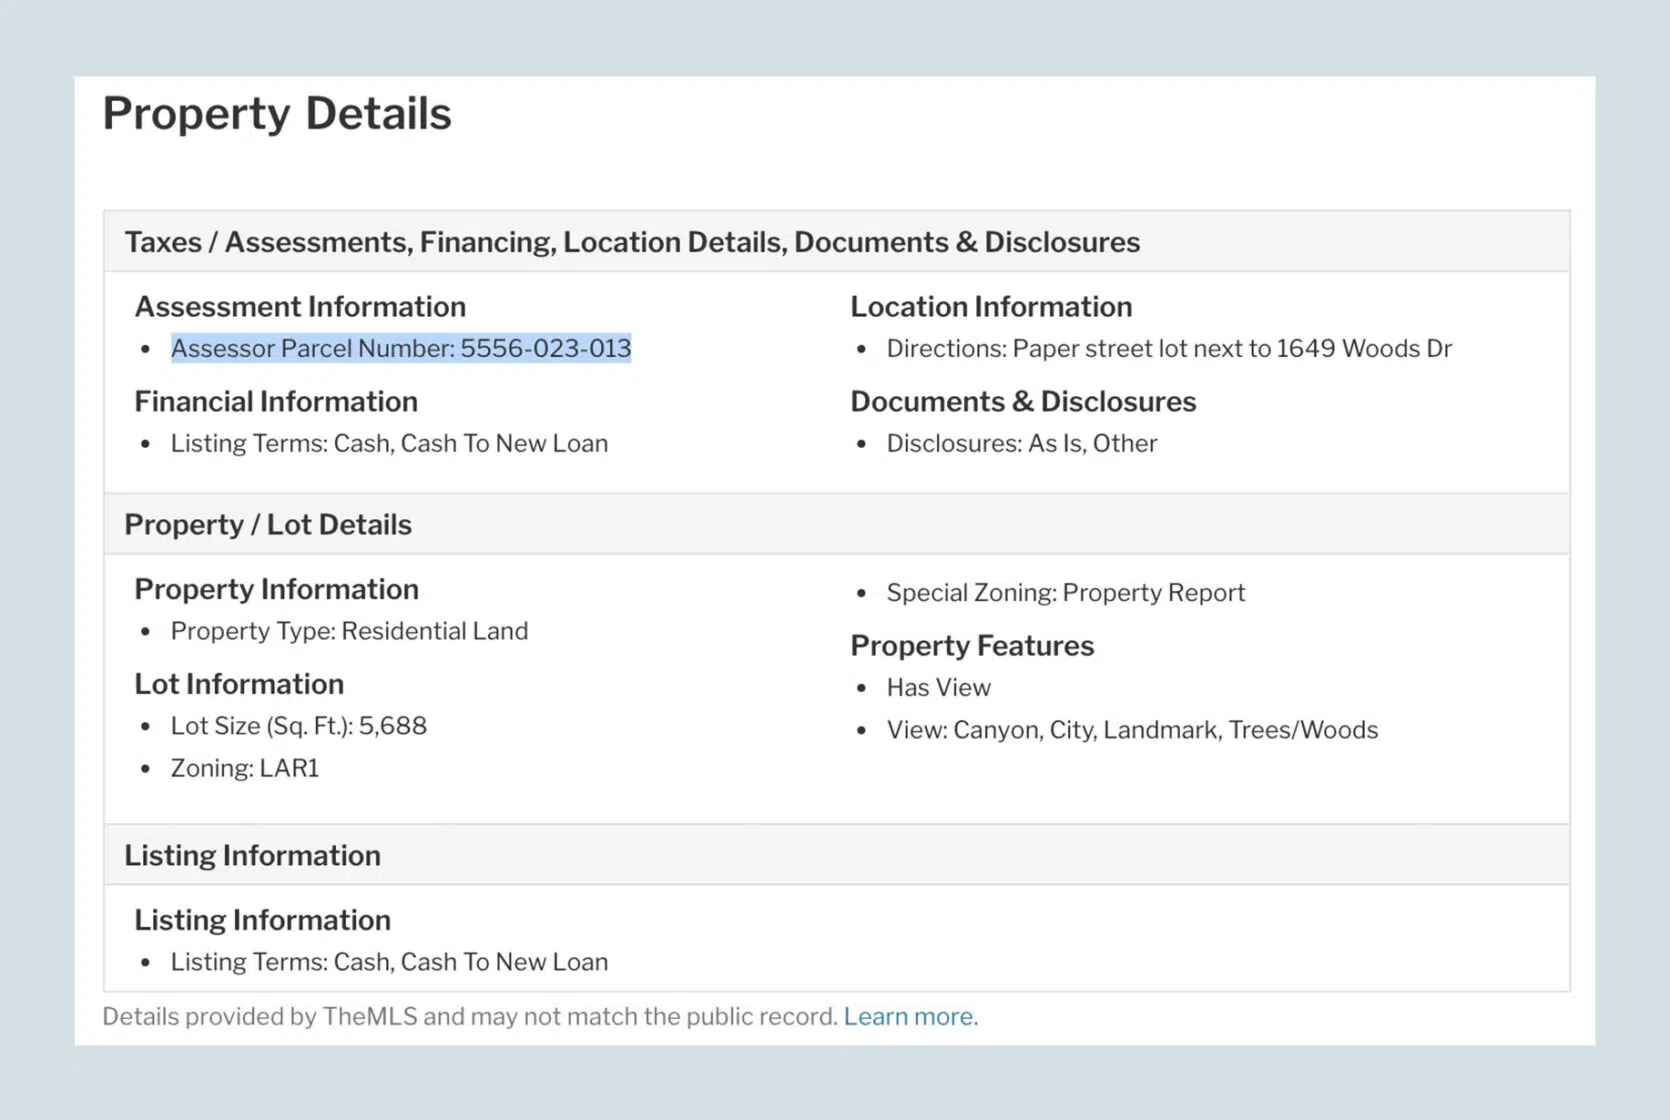 Property Details
Taxes / Assessments, Financing, Location Details, Documents & Disclosures
Assessment Information
• Assessor Parcel Number: 5556-023-013
Financial Information
• Listing Terms: Cash, Cash To New Loan
Location Information
• Directions: Paper street lot next to 1649 Woods Dr
Documents & Disclosures
• Disclosures: As Is, Other
Property / Lot Details
Property Information
• Property Type: Residential Land
Lot Information
• Lot Size (Sq. Ft.): 5,688
• Zoning: LAR1
• Special Zoning: Property Report
Property Features
• Has View
• View: Canyon, City, Landmark, Trees/Woods
Listing Information
Listing Information
• Listing Terms: Cash, Cash To New Loan
Details provided by TheMLS and may not match the public record. Learn more.